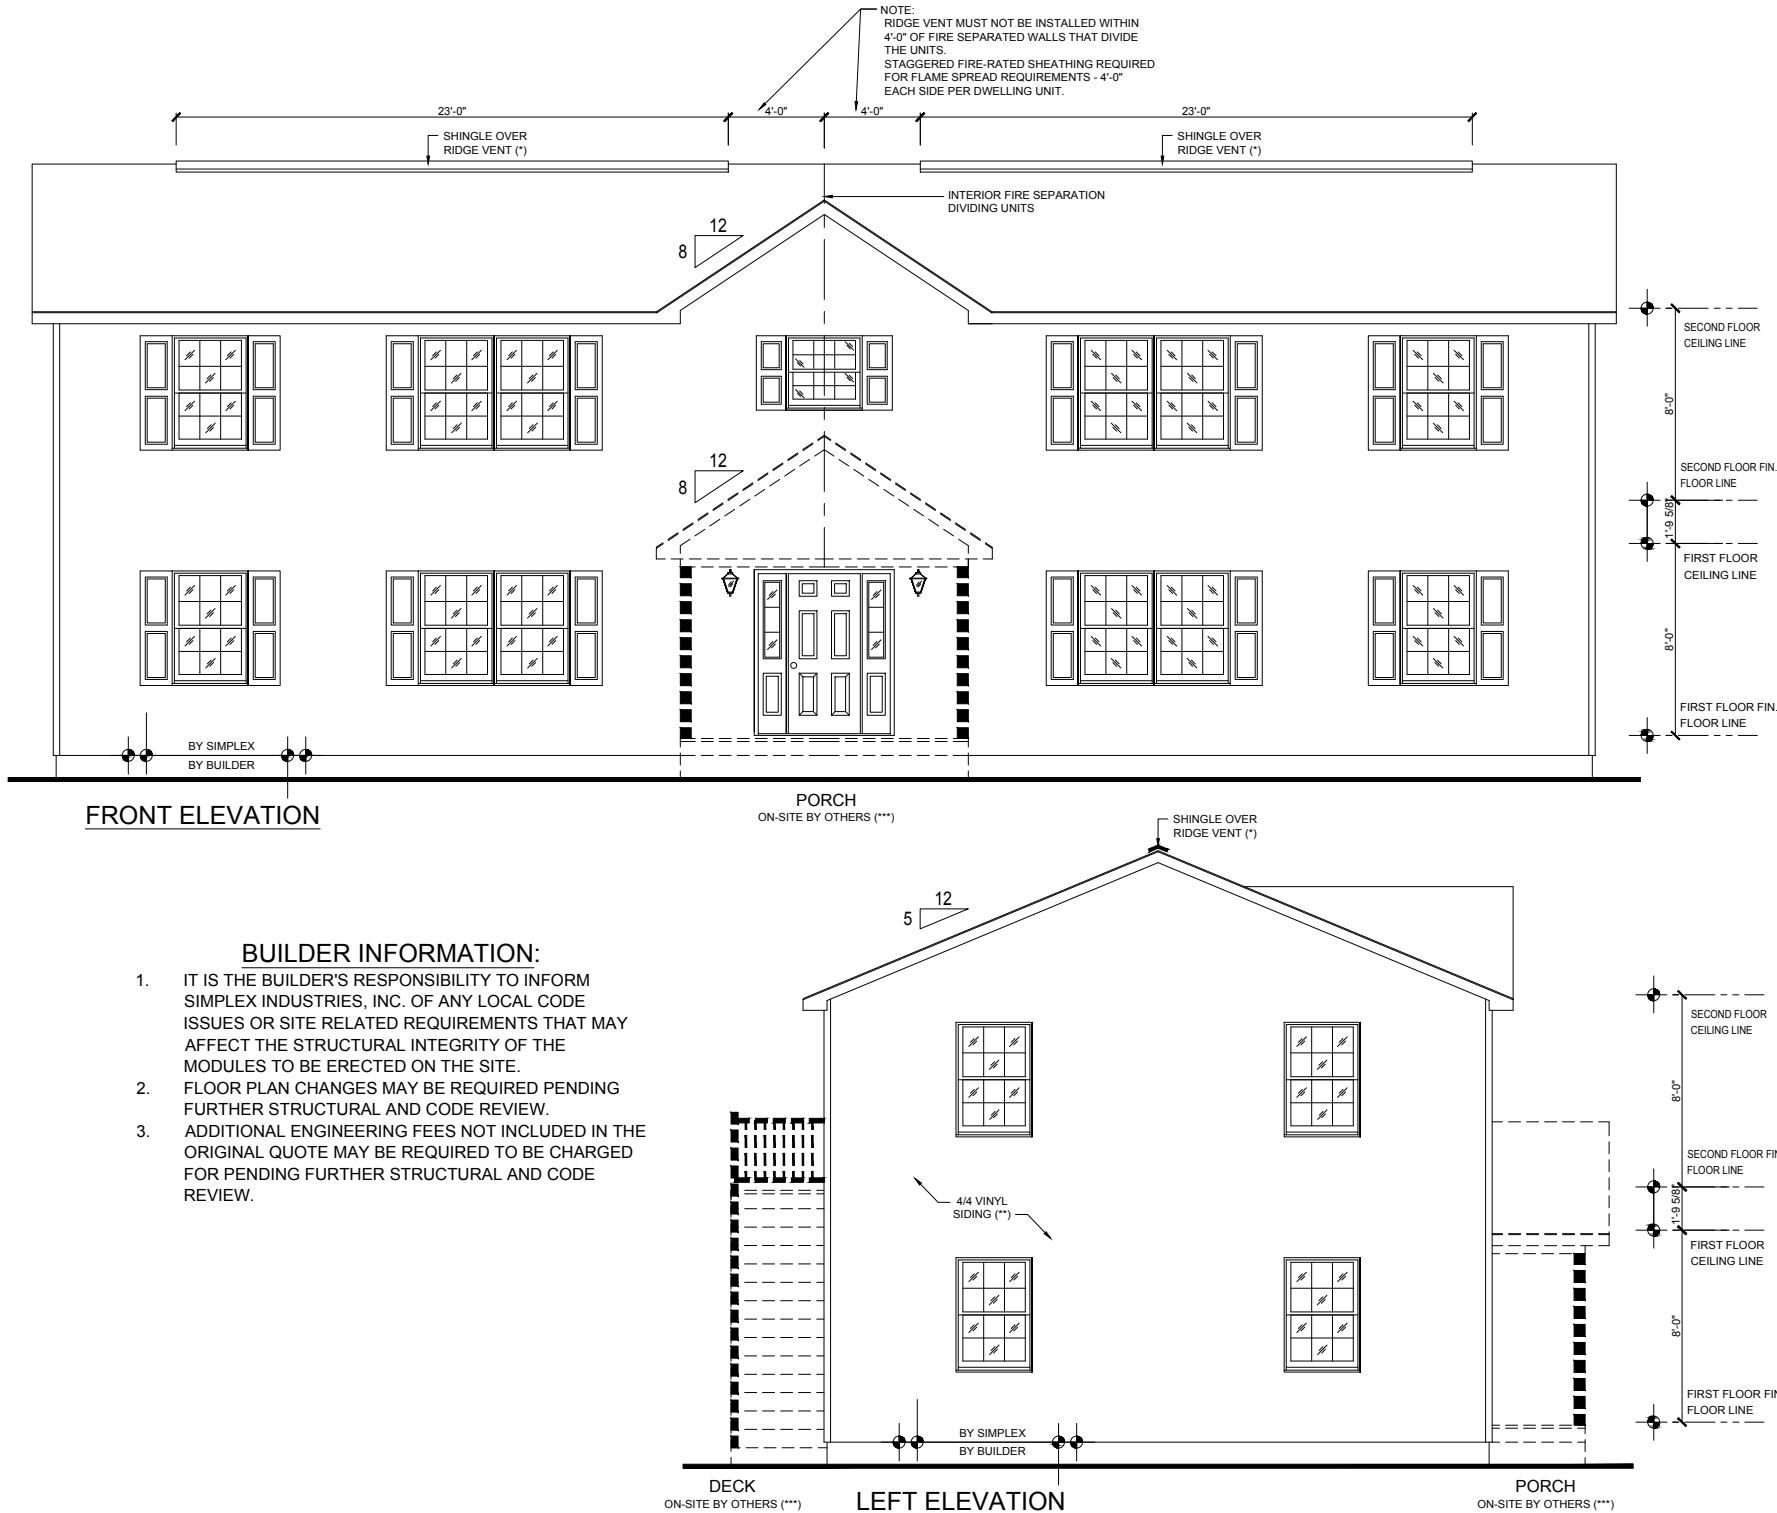 NOTE:
RIDGE VENT MUST NOT BE INSTALLED WITHIN
4'-0" OF FIRE SEPARATED WALLS THAT DIVIDE
THE UNITS.
STAGGERED FIRE-RATED SHEATHING REQUIRED
FOR FLAME SPREAD REQUIREMENTS - 4'-0"
EACH SIDE PER DWELLING UNIT.
23'-0"
4'-0"
4'-0"
23'-0"
SHINGLE OVER
RIDGE VENT (*)
SHINGLE OVER
RIDGE VENT (*)
INTERIOR FIRE SEPARATION
DIVIDING UNITS
12
8
SECOND FLOOR
CEILING LINE
8'-0"
12
8
SECOND FLOOR FIN.
FLOOR LINE
1'-9 5/8"
FIRST FLOOR
CEILING LINE
8'-0"
FIRST FLOOR FIN.
FLOOR LINE
BY SIMPLEX
BY BUILDER
FRONT ELEVATION
PORCH
ON-SITE BY OTHERS (***)
SHINGLE OVER
RIDGE VENT (*)
12
5
BUILDER INFORMATION:
1. IT IS THE BUILDER'S RESPONSIBILITY TO INFORM
SIMPLEX INDUSTRIES, INC. OF ANY LOCAL CODE
ISSUES OR SITE RELATED REQUIREMENTS THAT MAY
AFFECT THE STRUCTURAL INTEGRITY OF THE
MODULES TO BE ERECTED ON THE SITE.
2. FLOOR PLAN CHANGES MAY BE REQUIRED PENDING
FURTHER STRUCTURAL AND CODE REVIEW.
3. ADDITIONAL ENGINEERING FEES NOT INCLUDED IN THE
ORIGINAL QUOTE MAY BE REQUIRED TO BE CHARGED
FOR PENDING FURTHER STRUCTURAL AND CODE
REVIEW.
SECOND FLOOR
CEILING LINE
8'-0"
SECOND FLOOR FIN
FLOOR LINE
4/4 VINYL
SIDING (**)
1'-9 5/8"
FIRST FLOOR
CEILING LINE
8'-0"
FIRST FLOOR FIN
FLOOR LINE
BY SIMPLEX
BY BUILDER
DECK
ON-SITE BY OTHERS (***)
LEFT ELEVATION
PORCH
ON-SITE BY OTHERS (***)